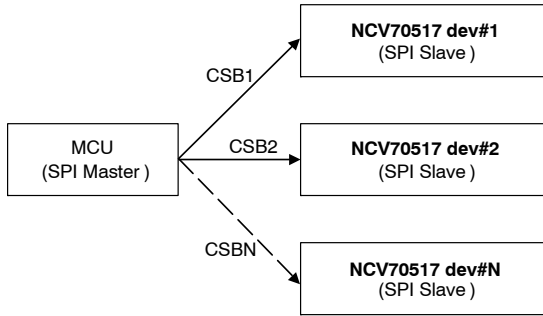 NCV70517 dev#1
(SPI Slave )
CSB1
MCU
(SPI Master )
CSB2
NCV70517 dev#2
(SPI Slave )
CSBN
NCV70517 dev#N
(SPI Slave )